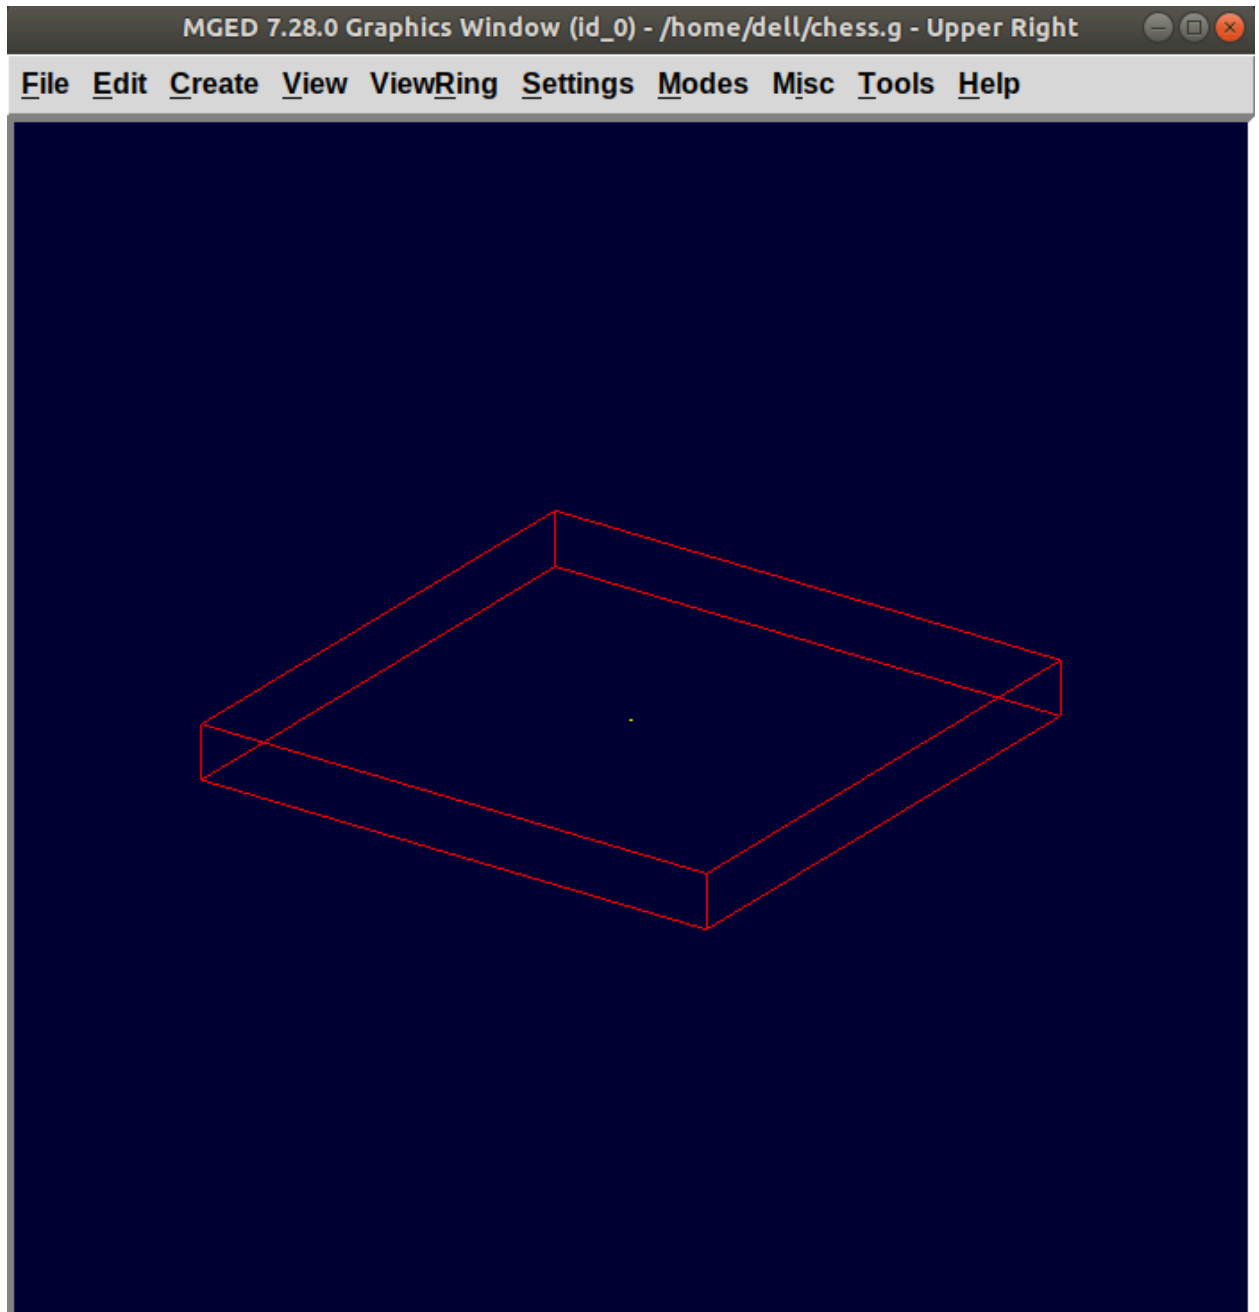 MGED 7.28.0 Graphics Window (id_0) - /home/dell/chess.g - Upper Right
File Edit Create View ViewRing Settings Modes Misc Tools Help